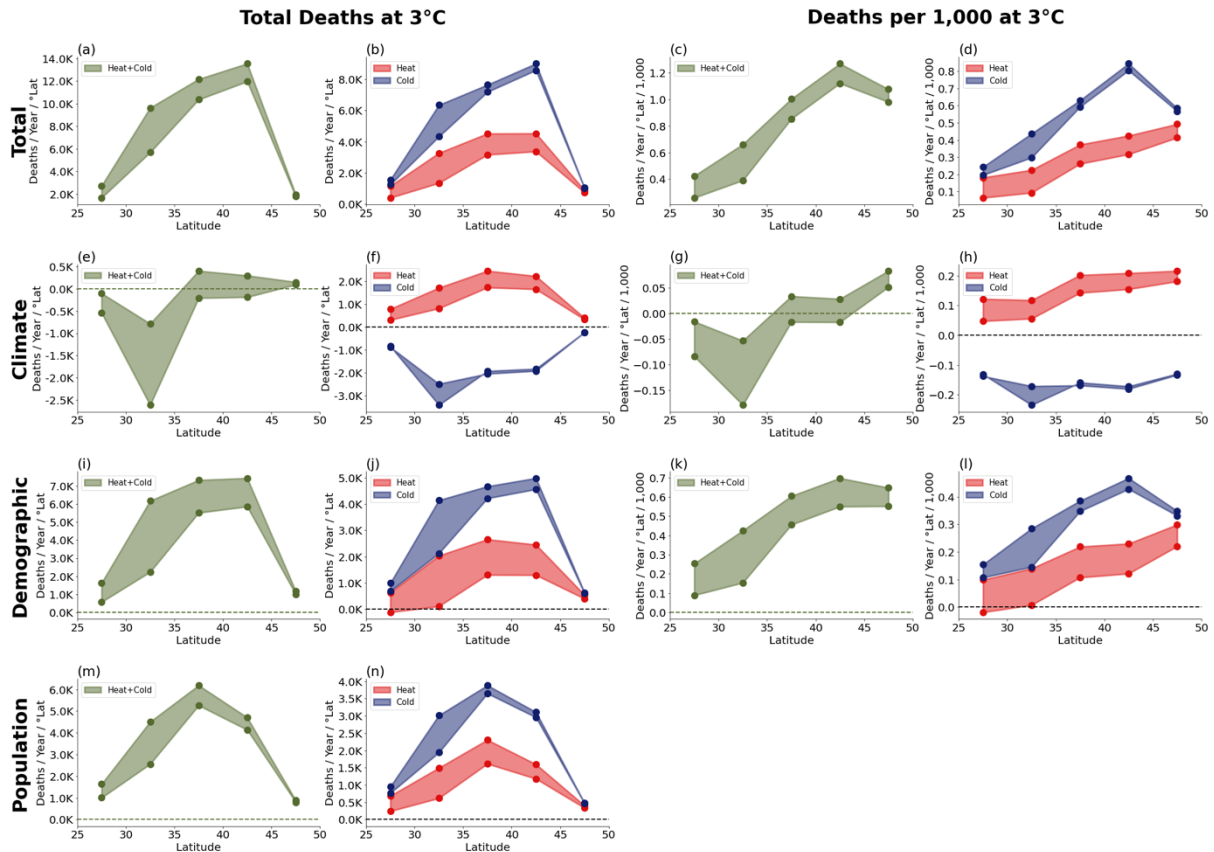 Total Deaths at 3°C
Deaths per 1,000 at 3°C
Total
(a)
Deaths / Year / °Lat
14.0K
12.0K
10.0K
8.0K
6.0K
4.0K
2.0K
Heat+Cold
25 30 35 40 45 50
Latitude
(b)
Deaths / Year / °Lat
8.0K
6.0K
4.0K
2.0K
0.0K
Heat
Cold
25 30 35 40 45 50
Latitude
(c)
Deaths / Year / °Lat / 1,000
1.2
1.0
0.8
0.6
0.4
Heat+Cold
25 30 35 40 45 50
Latitude
(d)
Deaths / Year / °Lat / 1,000
0.8
0.7
0.6
0.5
0.4
0.3
0.2
0.1
Heat
Cold
25 30 35 40 45 50
Latitude
Climate
(e)
Deaths / Year / °Lat
0.5K
0.0K
-0.5K
-1.0K
-1.5K
-2.0K
-2.5K
Heat+Cold
25 30 35 40 45 50
Latitude
(f)
Deaths / Year / °Lat
2.0K
1.0K
0.0K
-1.0K
-2.0K
-3.0K
Heat
Cold
25 30 35 40 45 50
Latitude
(g)
Deaths / Year / °Lat / 1,000
0.05
0.00
−0.05
−0.10
−0.15
Heat+Cold
25 30 35 40 45 50
Latitude
(h)
Deaths / Year / °Lat / 1,000
0.2
0.1
0.0
−0.1
−0.2
Heat
Cold
25 30 35 40 45 50
Latitude
Demographic
(i)
Deaths / Year / °Lat
7.0K
6.0K
5.0K
4.0K
3.0K
2.0K
1.0K
0.0K
Heat+Cold
25 30 35 40 45 50
Latitude
(j)
Deaths / Year / °Lat
5.0K
4.0K
3.0K
2.0K
1.0K
0.0K
Heat
Cold
25 30 35 40 45 50
Latitude
(k)
Deaths / Year / °Lat / 1,000
0.7
0.6
0.5
0.4
0.3
0.2
0.1
0.0
Heat+Cold
25 30 35 40 45 50
Latitude
(l)
Deaths / Year / °Lat / 1,000
0.4
0.3
0.2
0.1
0.0
Heat
Cold
25 30 35 40 45 50
Latitude
Population
(m)
Deaths / Year / °Lat
6.0K
5.0K
4.0K
3.0K
2.0K
1.0K
0.0K
Heat+Cold
25 30 35 40 45 50
Latitude
(n)
Deaths / Year / °Lat
4.0K
3.5K
3.0K
2.5K
2.0K
1.5K
1.0K
0.5K
0.0K
Heat
Cold
25 30 35 40 45 50
Latitude